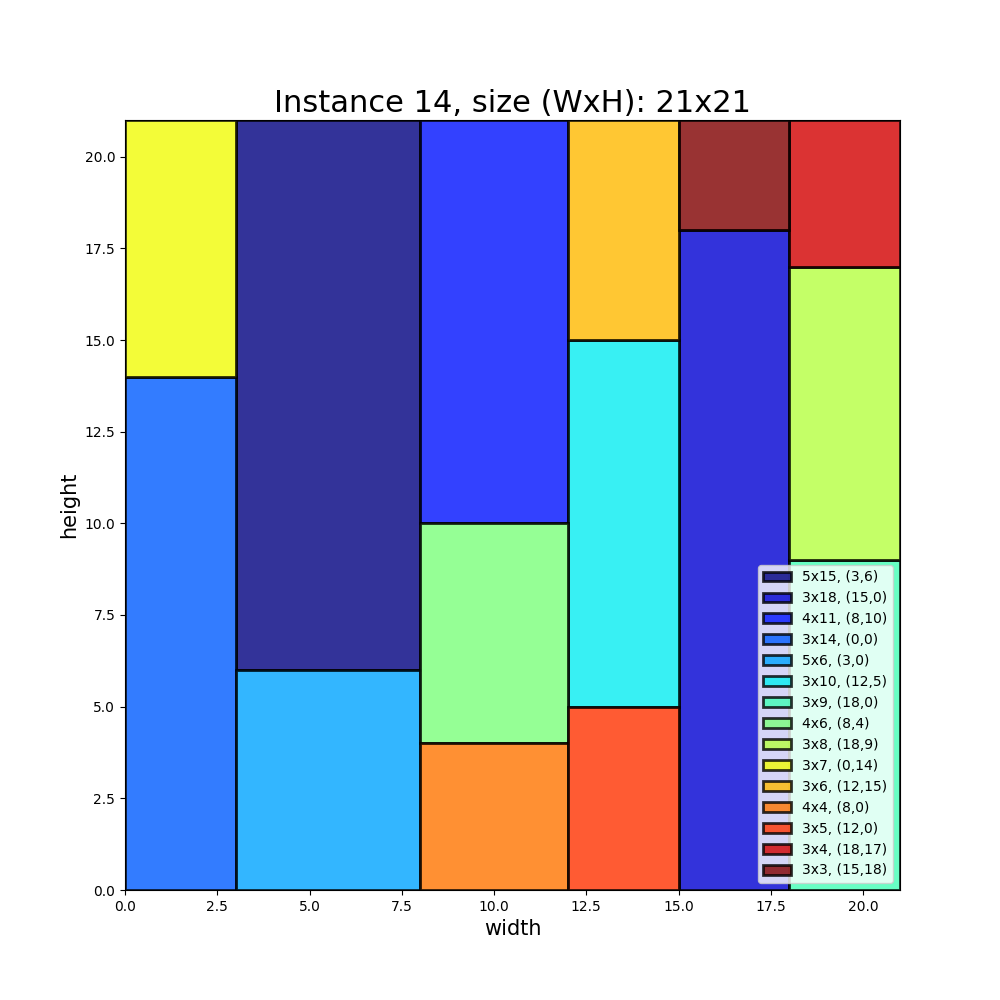 Instance 14, size (WxH): 21x21
height
20.0
17.5
15.0
12.5
10.0
7.5
5.0
2.5
0.0
5x15, (3,6)
3x18, (15,0)
4x11, (8,10)
3x14, (0,0)
5x6, (3,0)
3x10, (12,5)
3x9, (18,0)
4x6, (8,4)
3x8, (18,9)
3x7, (0,14)
3x6, (12,15)
4x4, (8,0)
3x5, (12,0)
3x4, (18,17)
3x3, (15,18)
0.0 2.5 5.0 7.5 10.0 12.5 15.0 17.5 20.0
width